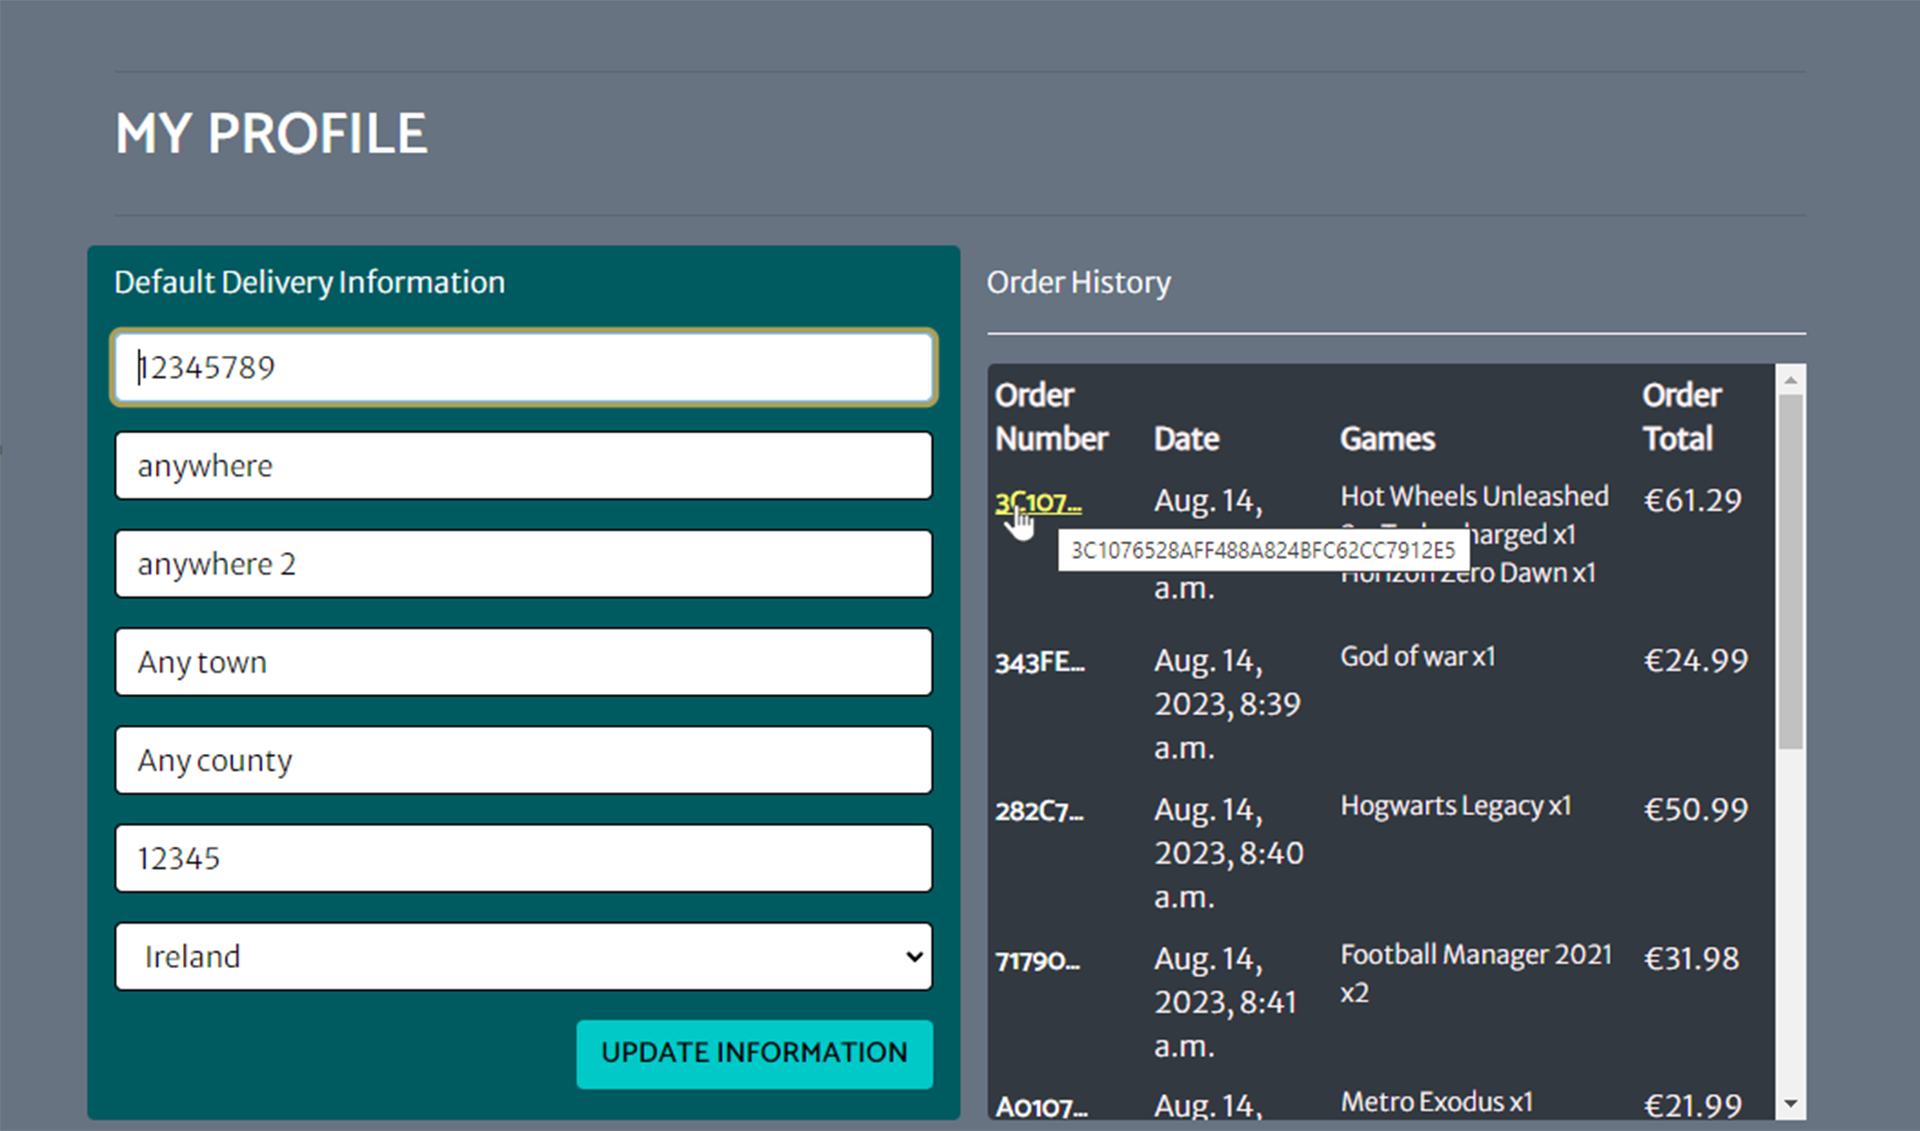 MY PROFILE
Default Delivery Information
12345789
anywhere
anywhere 2
Any town
Any county
12345
Ireland
UPDATE INFORMATION
Order History
Order Number Date Games Order Total
3C107... Aug. 14, Hot Wheels Unleashed €61.29
x1
3C1076528AFF488A824BFC62CC7912E5
a.m. Horizon Zero Dawn x1
343FE... Aug. 14, God of war x1 €24.99
2023, 8:39
a.m.
282C7... Aug. 14, Hogwarts Legacy x1 €50.99
2023, 8:40
a.m.
71790... Aug. 14, Football Manager 2021 €31.98
2023, 8:41 x2
a.m.
A0107... Aug. 14, Metro Exodus x1 €21.99